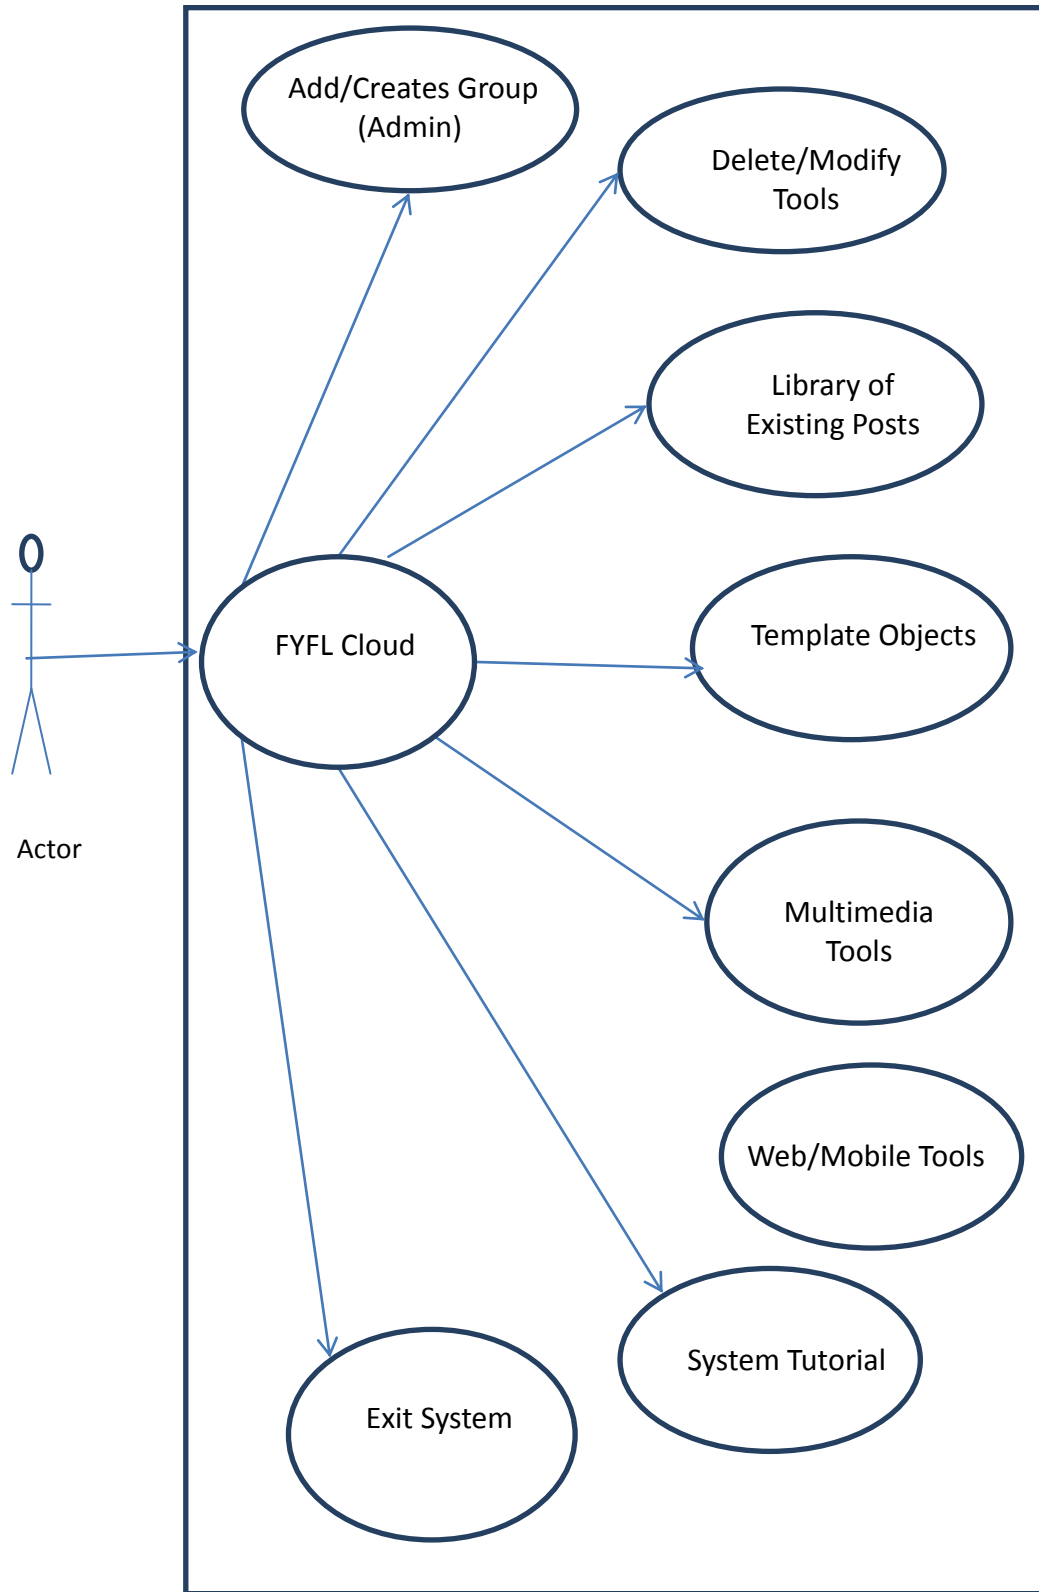 Add/Creates Group
(Admin)
Delete/Modify
Tools
Library of
Existing Posts
FYFL Cloud
Template Objects
Actor
Multimedia
Tools
Web/Mobile Tools
System Tutorial
Exit System